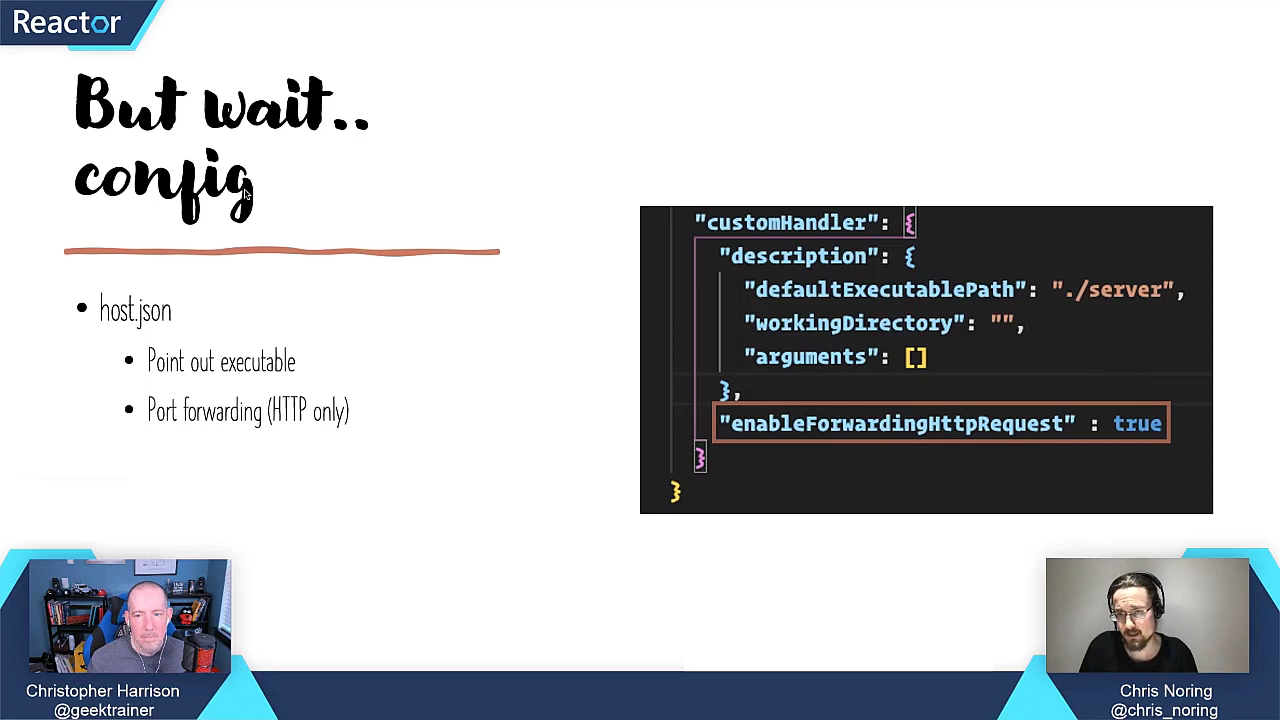 Reactor
But wait..
config
• host.json
• Point out executable
• Port forwarding (HTTP only)
"customHandler": {
"description": {
"defaultExecutablePath": "./server",
"workingDirectory": "",
"arguments": []
},
"enableForwardingHttpRequest" : true
}
}
Christopher Harrison
@geektrainer
Chris Noring
@chris_noring